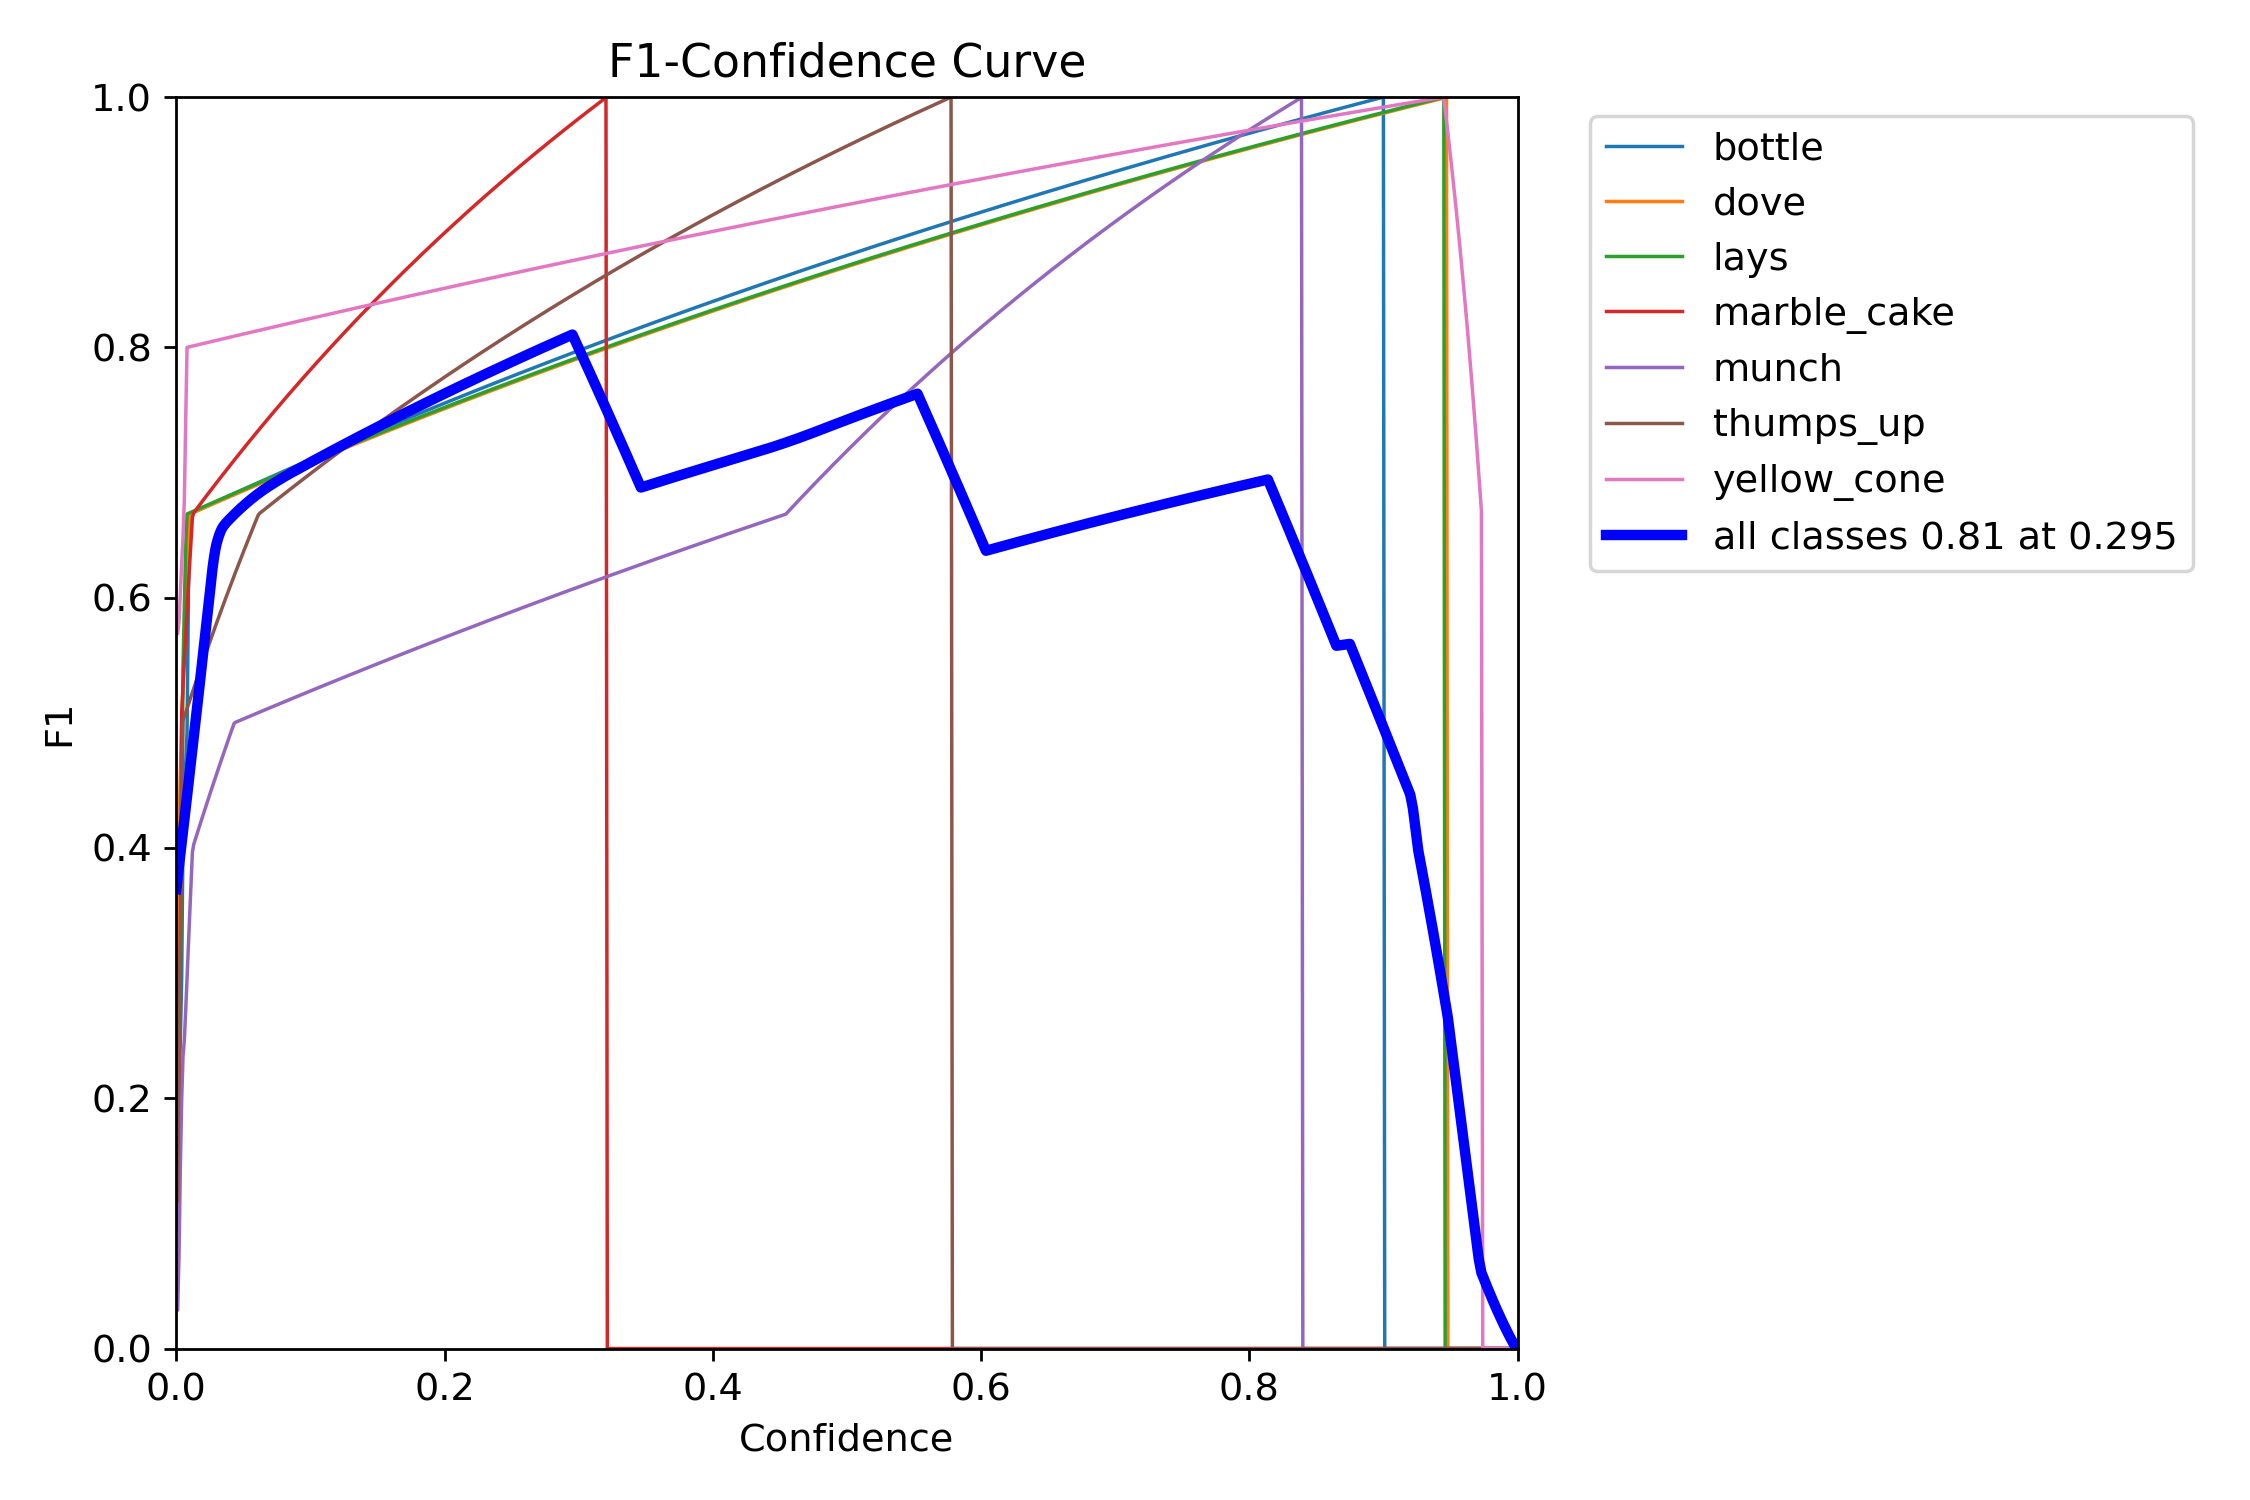 F1-Confidence Curve
1.0
0.8
0.6
0.4
0.2
0.0
F1
0.0 0.2 0.4 0.6 0.8 1.0
Confidence
bottle
dove
lays
marble_cake
munch
thumps_up
yellow_cone
all classes 0.81 at 0.295